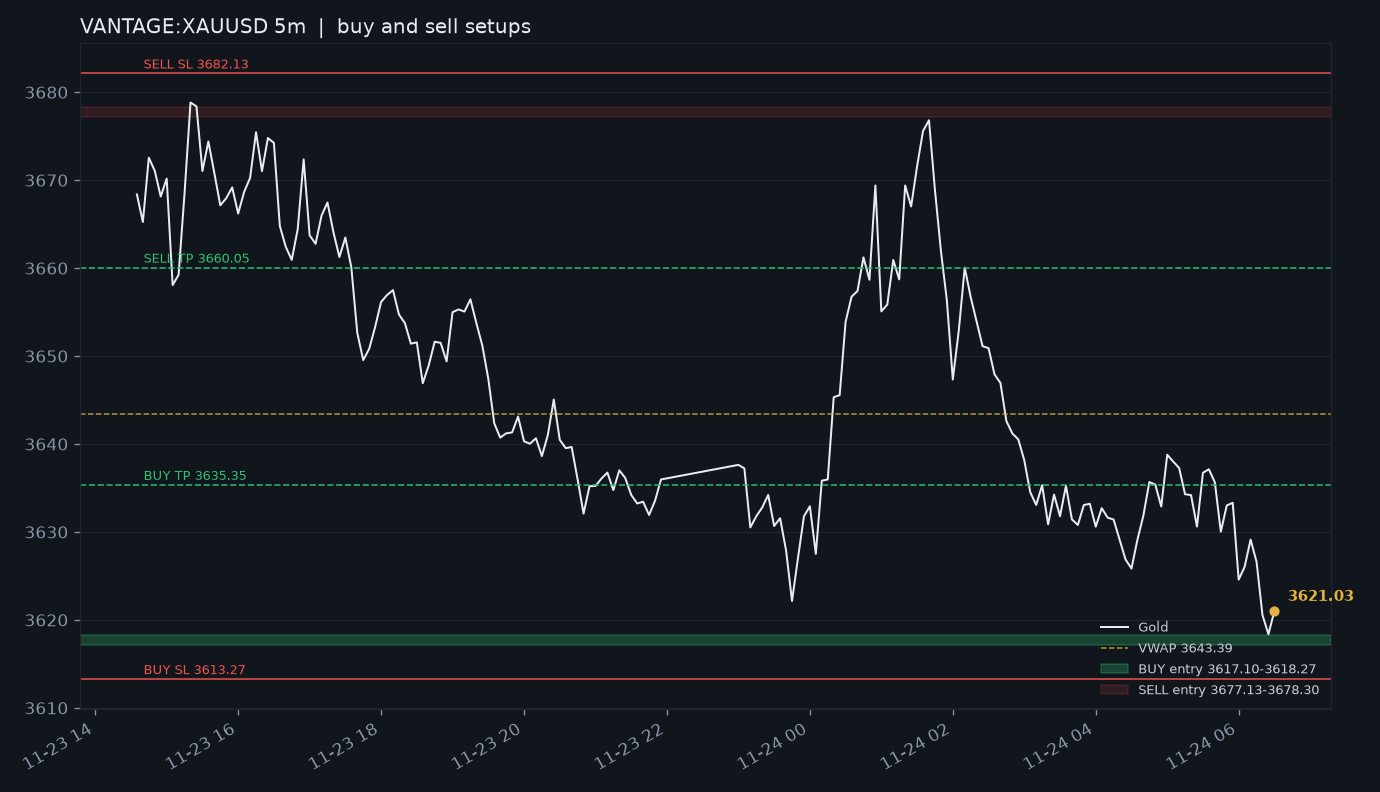 VANTAGE:XAUUSD 5m | buy and sell setups
SELL SL 3682.13
3680
3670
SELL TP 3660.05
3660
3650
3640
BUY TP 3635.35
3630
3621.03
3620
Gold
VWAP 3643.39
BUY entry 3617.10-3618.27
SELL entry 3677.13-3678.30
BUY SL 3613.27
3610
11-23 14
11-23 16
11-23 18
11-23 20
11-23 22
11-24 00
11-24 02
11-24 04
11-24 06